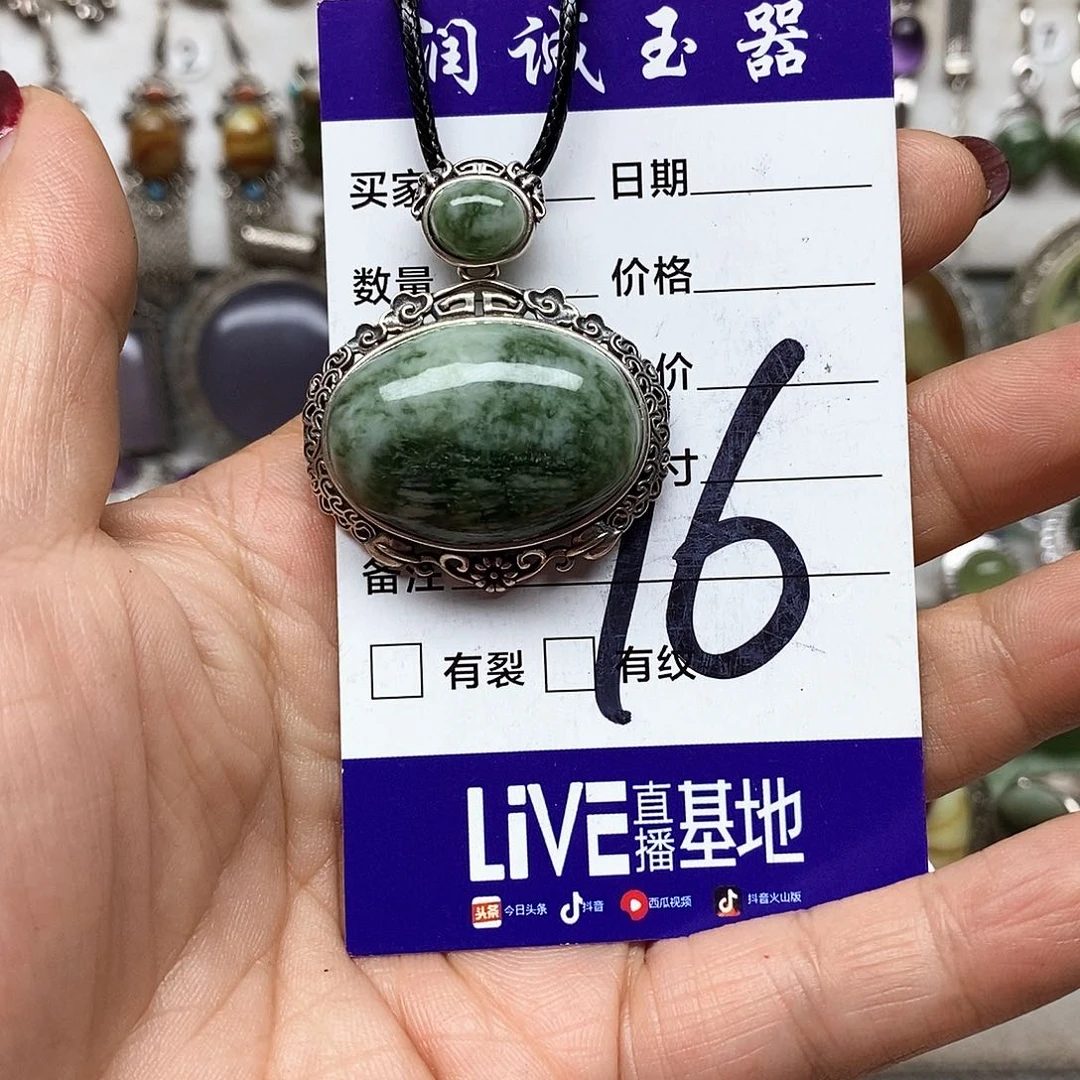 润诚玉器
买家 日期
数量 价格
价
寸
备注
16
有裂 有纹
LiVE直播基地
今日头条 抖音 西瓜视频 抖音火山版